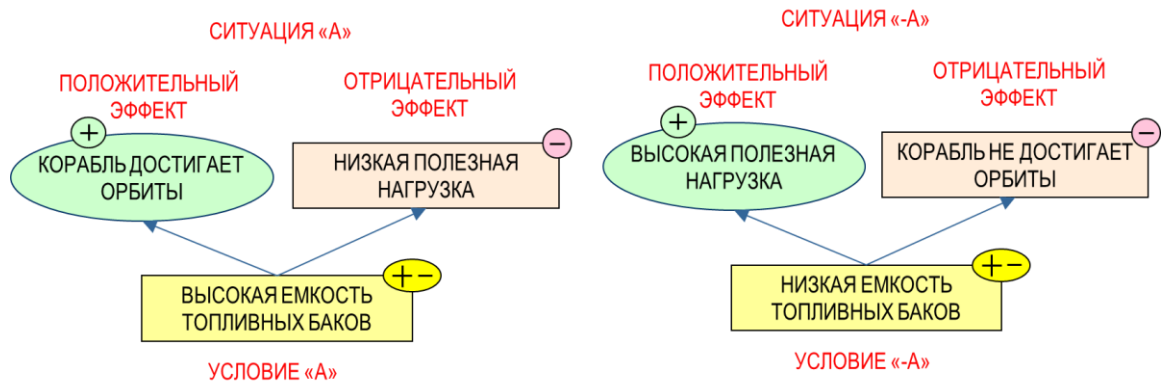 СИТУАЦИЯ «А»
ПОЛОЖИТЕЛЬНЫЙ
ЭФФЕКТ
ОТРИЦАТЕЛЬНЫЙ
ЭФФЕКТ
+
КОРАБЛЬ ДОСТИГАЕТ
ОРБИТЫ
−
НИЗКАЯ ПОЛЕЗНАЯ
НАГРУЗКА
+−
ВЫСОКАЯ ЕМКОСТЬ
ТОПЛИВНЫХ БАКОВ
УСЛОВИЕ «А»
СИТУАЦИЯ «-А»
ПОЛОЖИТЕЛЬНЫЙ
ЭФФЕКТ
ОТРИЦАТЕЛЬНЫЙ
ЭФФЕКТ
+
ВЫСОКАЯ ПОЛЕЗНАЯ
НАГРУЗКА
−
КОРАБЛЬ НЕ ДОСТИГАЕТ
ОРБИТЫ
+−
НИЗКАЯ ЕМКОСТЬ
ТОПЛИВНЫХ БАКОВ
УСЛОВИЕ «-А»